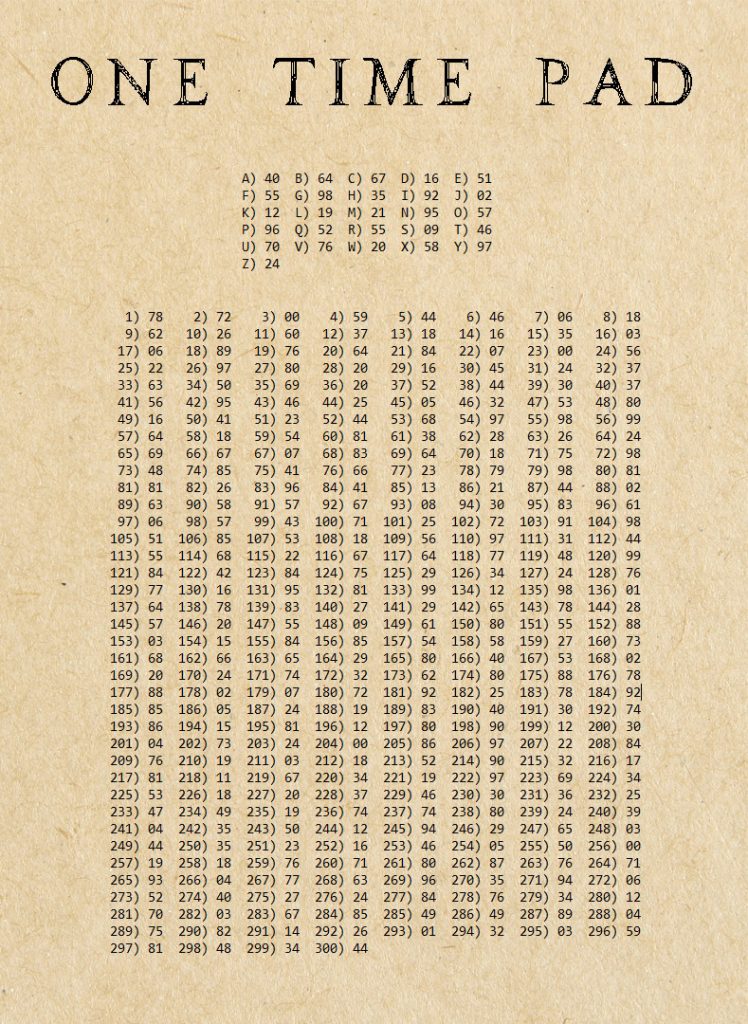 ONE TIME PAD
A) 40 B) 64 C) 67 D) 16 E) 51
F) 55 G) 98 H) 35 I) 92 J) 02
K) 12 L) 19 M) 21 N) 95 O) 57
P) 96 Q) 52 R) 55 S) 09 T) 46
U) 70 V) 76 W) 20 X) 58 Y) 97
Z) 24
1) 78 2) 72 3) 00 4) 59 5) 44 6) 46 7) 06 8) 18
9) 62 10) 26 11) 60 12) 37 13) 18 14) 16 15) 35 16) 03
17) 06 18) 89 19) 76 20) 64 21) 84 22) 07 23) 00 24) 56
25) 22 26) 97 27) 80 28) 20 29) 16 30) 45 31) 24 32) 37
33) 63 34) 50 35) 69 36) 20 37) 52 38) 44 39) 30 40) 37
41) 56 42) 95 43) 46 44) 25 45) 05 46) 32 47) 53 48) 80
49) 16 50) 41 51) 23 52) 44 53) 68 54) 97 55) 98 56) 99
57) 64 58) 18 59) 54 60) 81 61) 38 62) 28 63) 26 64) 24
65) 69 66) 67 67) 07 68) 83 69) 64 70) 18 71) 75 72) 98
73) 48 74) 85 75) 41 76) 66 77) 23 78) 79 79) 98 80) 81
81) 81 82) 26 83) 96 84) 41 85) 13 86) 21 87) 44 88) 02
89) 63 90) 58 91) 57 92) 67 93) 08 94) 30 95) 83 96) 61
97) 06 98) 57 99) 43 100) 71 101) 25 102) 72 103) 91 104) 98
105) 51 106) 85 107) 53 108) 18 109) 56 110) 97 111) 31 112) 44
113) 55 114) 68 115) 22 116) 67 117) 64 118) 77 119) 48 120) 99
121) 84 122) 42 123) 84 124) 75 125) 29 126) 34 127) 24 128) 76
129) 77 130) 16 131) 95 132) 81 133) 99 134) 12 135) 98 136) 01
137) 64 138) 78 139) 83 140) 27 141) 29 142) 65 143) 78 144) 28
145) 57 146) 20 147) 55 148) 09 149) 61 150) 80 151) 55 152) 88
153) 03 154) 15 155) 84 156) 85 157) 54 158) 58 159) 27 160) 73
161) 68 162) 66 163) 65 164) 29 165) 80 166) 40 167) 53 168) 02
169) 20 170) 24 171) 74 172) 32 173) 62 174) 80 175) 88 176) 78
177) 88 178) 02 179) 07 180) 72 181) 92 182) 25 183) 78 184) 92
185) 85 186) 05 187) 24 188) 19 189) 83 190) 40 191) 30 192) 74
193) 86 194) 15 195) 81 196) 12 197) 80 198) 90 199) 12 200) 30
201) 04 202) 73 203) 24 204) 00 205) 86 206) 97 207) 22 208) 84
209) 76 210) 19 211) 03 212) 18 213) 52 214) 90 215) 32 216) 17
217) 81 218) 11 219) 67 220) 34 221) 19 222) 97 223) 69 224) 34
225) 53 226) 18 227) 20 228) 37 229) 46 230) 30 231) 36 232) 25
233) 47 234) 49 235) 19 236) 74 237) 74 238) 80 239) 24 240) 39
241) 04 242) 35 243) 50 244) 12 245) 94 246) 29 247) 65 248) 03
249) 44 250) 35 251) 23 252) 16 253) 46 254) 05 255) 50 256) 00
257) 19 258) 18 259) 76 260) 71 261) 80 262) 87 263) 76 264) 71
265) 93 266) 04 267) 77 268) 63 269) 96 270) 35 271) 94 272) 06
273) 52 274) 40 275) 27 276) 24 277) 84 278) 76 279) 34 280) 12
281) 70 282) 03 283) 67 284) 85 285) 49 286) 49 287) 89 288) 04
289) 75 290) 82 291) 14 292) 26 293) 01 294) 32 295) 03 296) 59
297) 81 298) 48 299) 34 300) 44